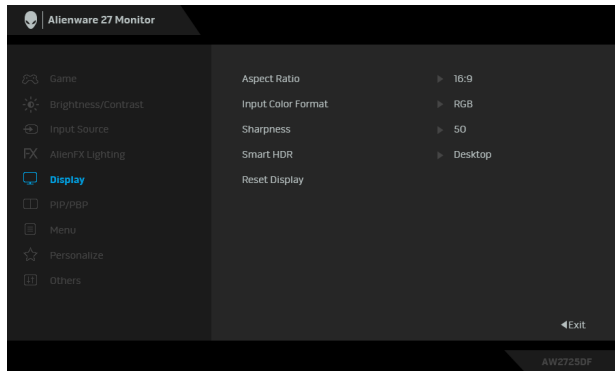 Alienware 27 Monitor
Game
Brightness/Contrast
Input Source
FX AlienFX Lighting
Display
PIP/PBP
Menu
Personalize
Others
Aspect Ratio 16:9
Input Color Format RGB
Sharpness 50
Smart HDR Desktop
Reset Display
Exit
AW2725DF